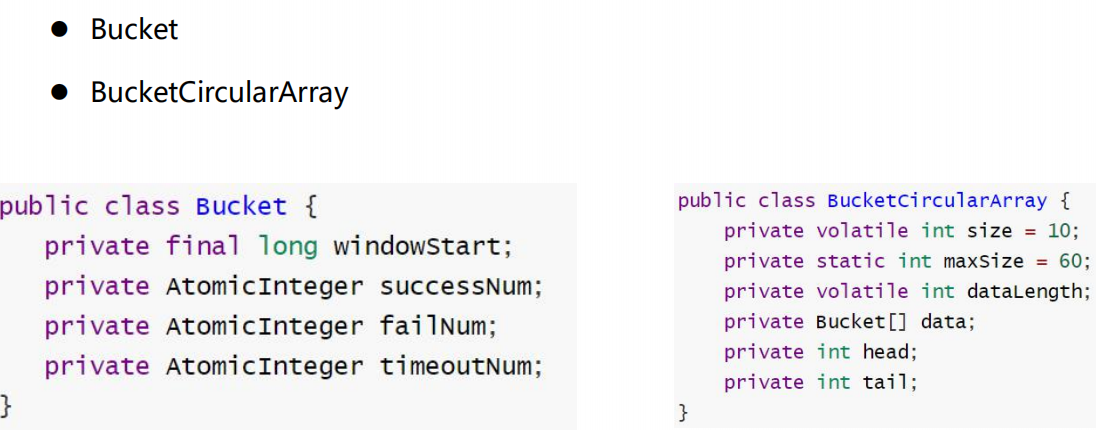 ● Bucket
● BucketCircularArray
public class Bucket {
private final long windowStart;
private AtomicInteger successNum;
private AtomicInteger failNum;
private AtomicInteger timeoutNum;
}
public class BucketCircularArray {
private volatile int size = 10;
private static int maxSize = 60;
private volatile int dataLength;
private Bucket[] data;
private int head;
private int tail;
}